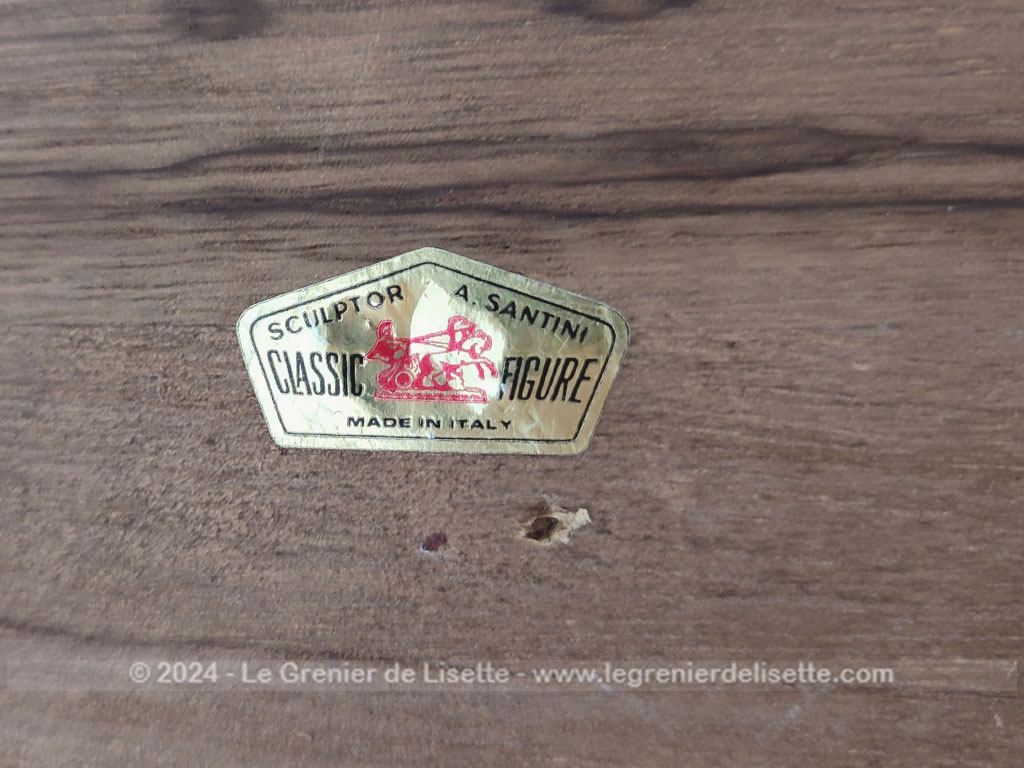 SCULPTOR A. SANTINI
CLASSIC FIGURE
MADE IN ITALY
© 2024 - Le Grenier de Lisette - www.legrenierdelisette.com